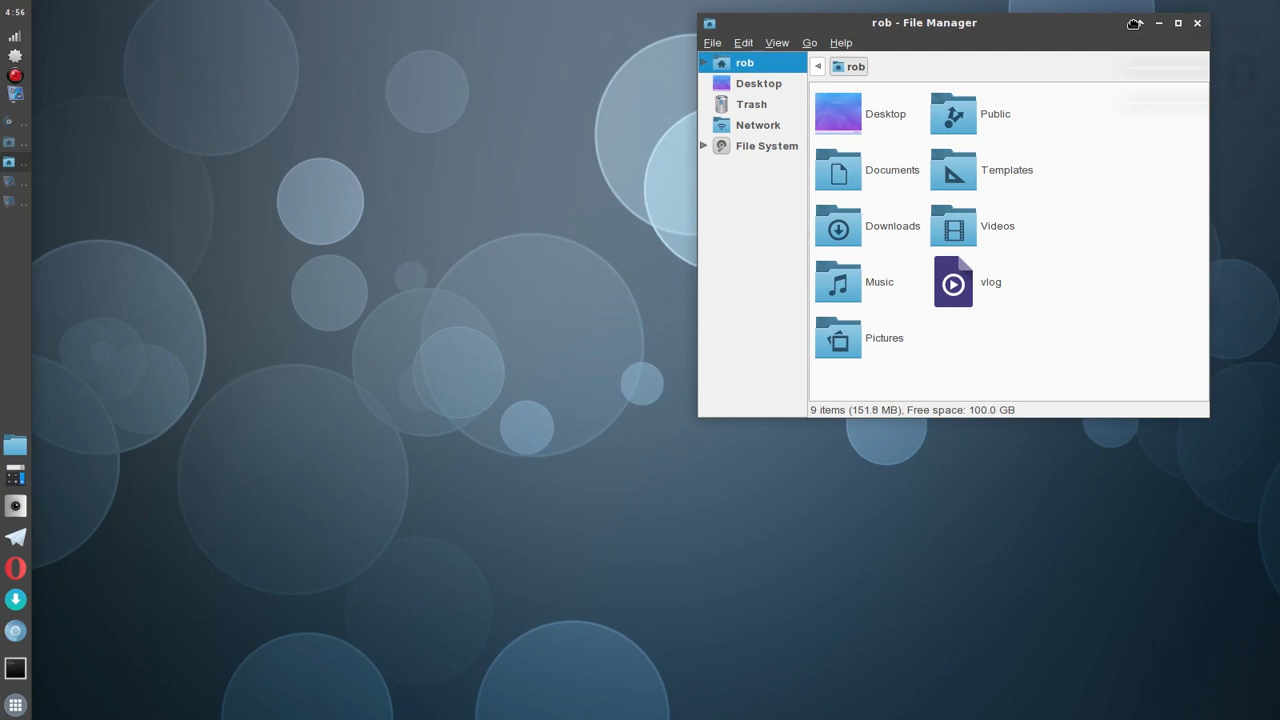 4:56
rob - File Manager
File Edit View Go Help
rob
Desktop
Trash
Network
File System
rob
Desktop
Public
Documents
Templates
Downloads
Videos
Music
vlog
Pictures
9 items (151.8 MB), Free space: 100.0 GB